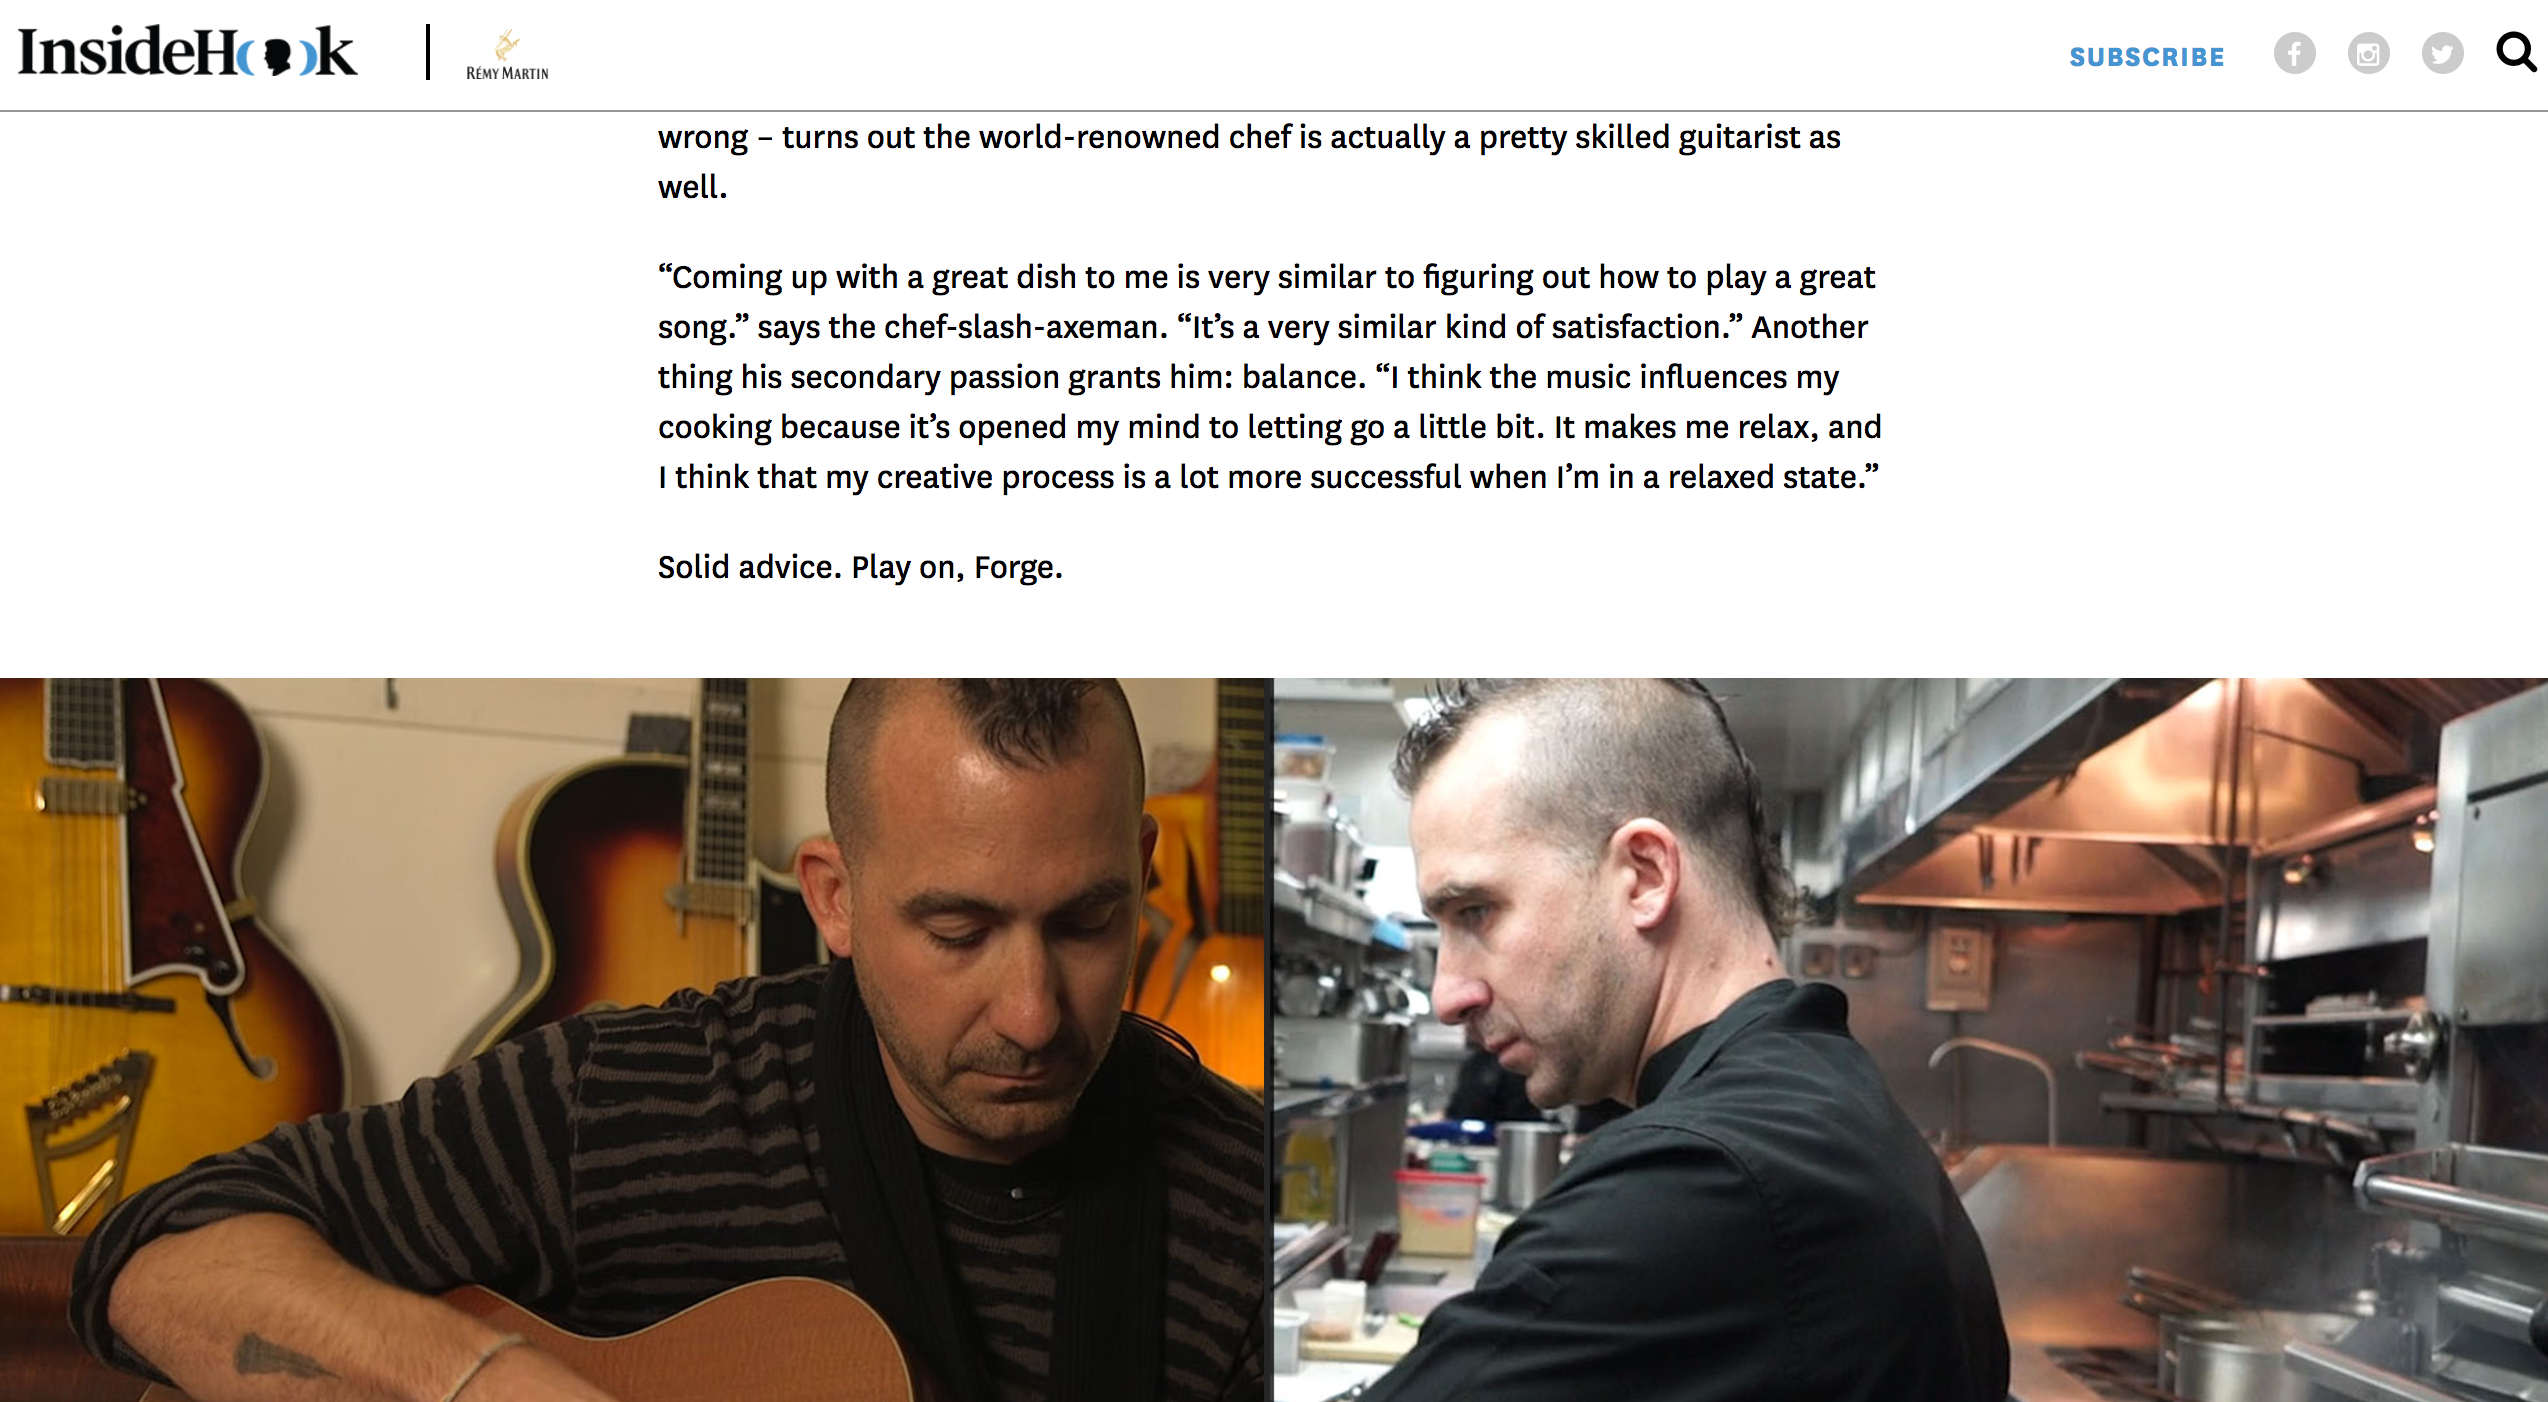 InsideHook
RÉMY MARTIN
SUBSCRIBE
wrong – turns out the world-renowned chef is actually a pretty skilled guitarist as
well.
“Coming up with a great dish to me is very similar to figuring out how to play a great
song.” says the chef-slash-axeman. “It’s a very similar kind of satisfaction.” Another
thing his secondary passion grants him: balance. “I think the music influences my
cooking because it’s opened my mind to letting go a little bit. It makes me relax, and
I think that my creative process is a lot more successful when I’m in a relaxed state.”
Solid advice. Play on, Forge.